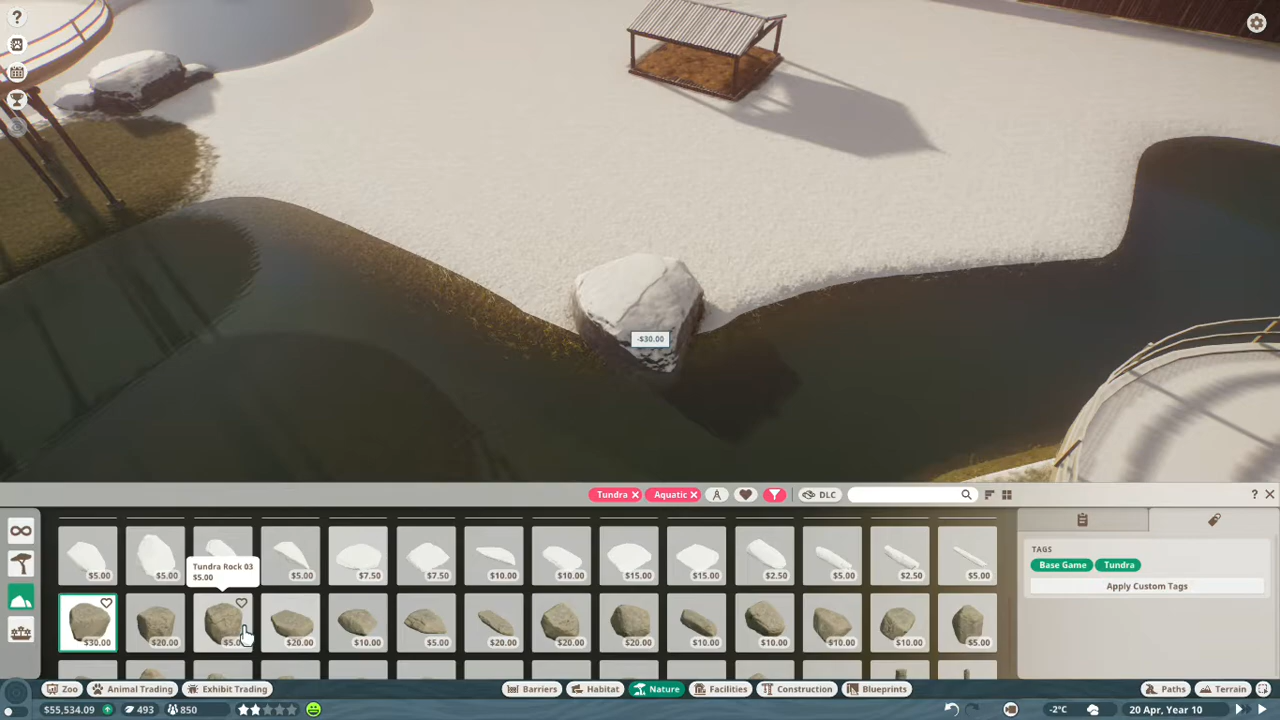 ?
-$30.00
Tundra ×
Aquatic ×
DLC
? ×
$5.00 $5.00 $5.00 $7.50 $7.50 $10.00 $10.00 $15.00 $15.00 $2.50 $5.00 $2.50 $5.00
Tundra Rock 03
$5.00
$30.00 $20.00 $5.00 $20.00 $10.00 $5.00 $20.00 $20.00 $20.00 $10.00 $10.00 $10.00 $10.00 $5.00
TAGS
Base Game Tundra
Apply Custom Tags
Zoo Animal Trading Exhibit Trading Barriers Habitat Nature Facilities Construction Blueprints Paths Terrain
$55,534.09 493 850 -2°C 20 Apr, Year 10